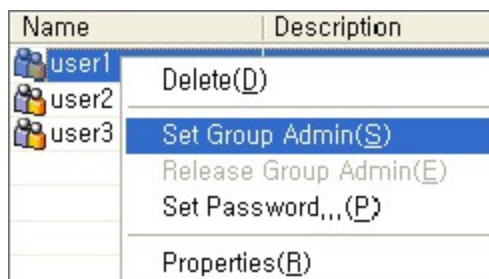 Name Description
user1
user2
user3
Delete(D)
Set Group Admin(S)
Release Group Admin(E)
Set Password,,,(P)
Properties(R)